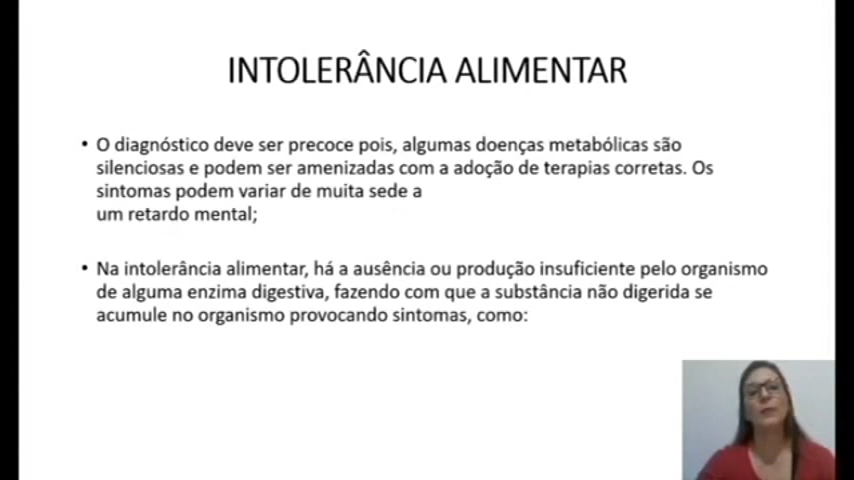 INTOLERÂNCIA ALIMENTAR
• O diagnóstico deve ser precoce pois, algumas doenças metabólicas são
silenciosas e podem ser amenizadas com a adoção de terapias corretas. Os
sintomas podem variar de muita sede a
um retardo mental;
• Na intolerância alimentar, há a ausência ou produção insuficiente pelo organismo
de alguma enzima digestiva, fazendo com que a substância não digerida se
acumule no organismo provocando sintomas, como: